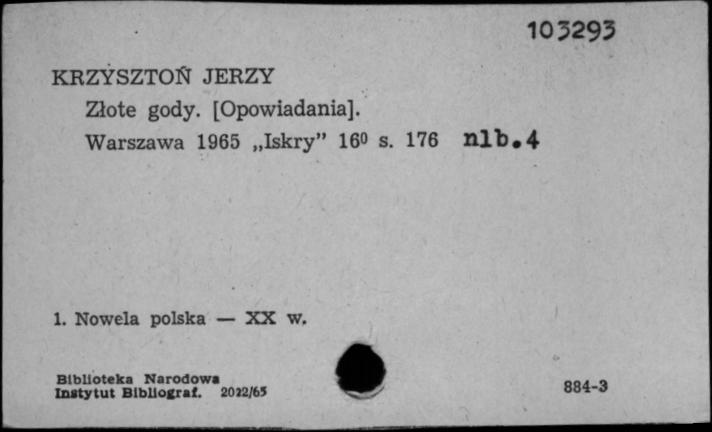 103293
KRZYSZTOŃ JERZY
Złote gody. [Opowiadania].
Warszawa 1965 „Iskry” 16⁰ s. 176 nlb.4
1. Nowela polska — XX w.
Biblioteka Narodowa
Instytut Bibliograf. 2022/65
884-3